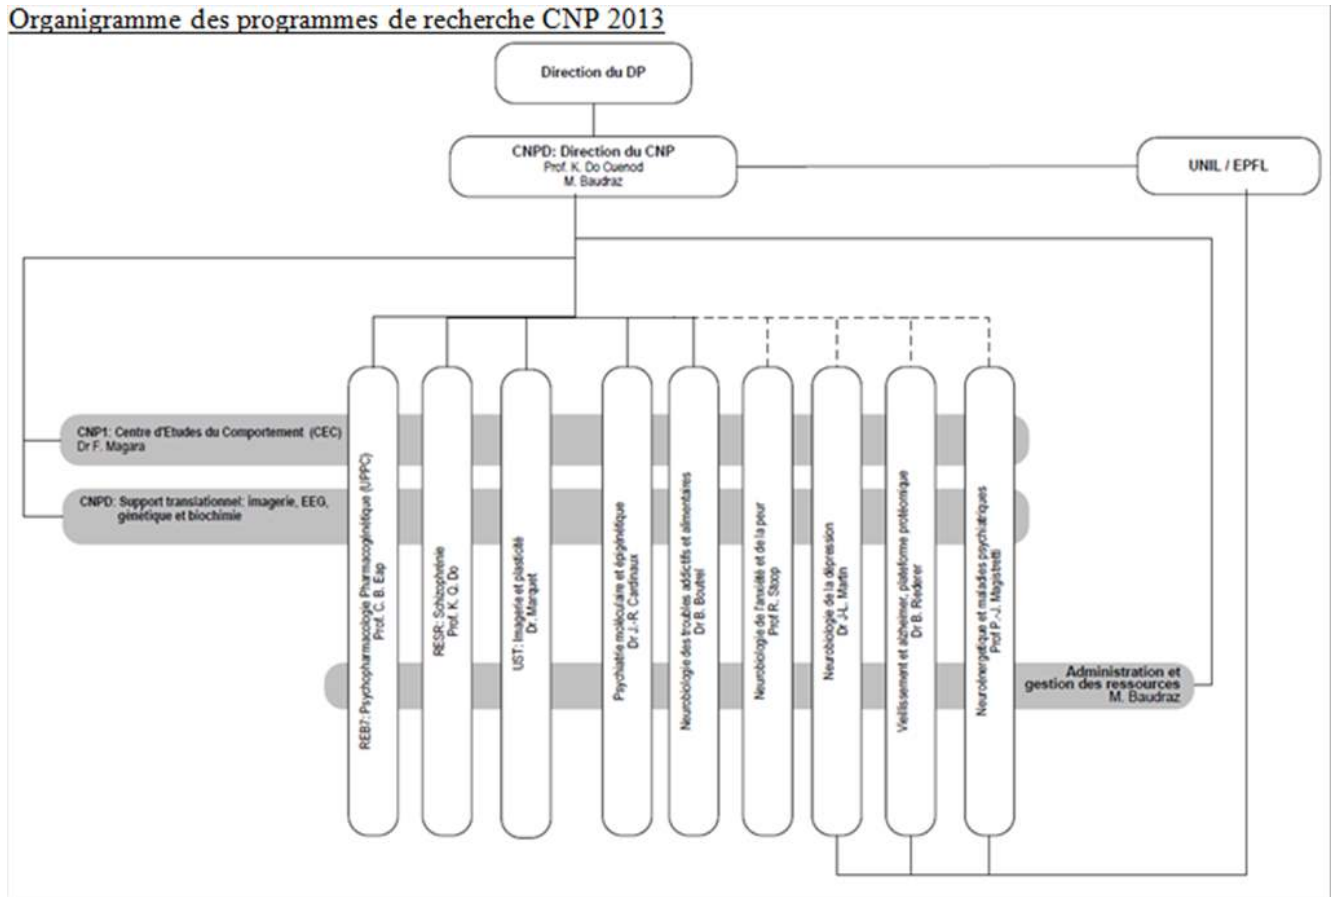 Organigramme des programmes de recherche CNP 2013
Direction du DP
CNPD: Direction du CNP
Prof. K. Do Cuenod
M. Baudraz
UNIL / EPFL
CNP1: Centre d'Etudes du Comportement (CEC)
Dr F. Magara
CNPD: Support translationnel: imagerie, EEG,
génétique et biochimie
REB7: Psychopharmacologie Pharmacogénétique (UPPC)
Prof. C. B. Eap
RESR: Schizophrénie
Prof. K. Q. Do
UST: Imagerie et plasticité
Dr. Marquet
Psychiatrie moléculaire et épigénétique
Dr J.-R. Cardinaux
Neurobiologie des troubles addictifs et alimentaires
Dr B. Boutrel
Neurobiologie de l'anxiété et de la peur
Prof R. Stoop
Neurobiologie de la dépression
Dr J-L. Martin
Vieillissement et alzheimer, plateforme protéomique
Dr B. Riederer
Neuroénergetique et maladies psychiatriques
Prof P.-J. Magistretti
Administration et
gestion des ressources
M. Baudraz